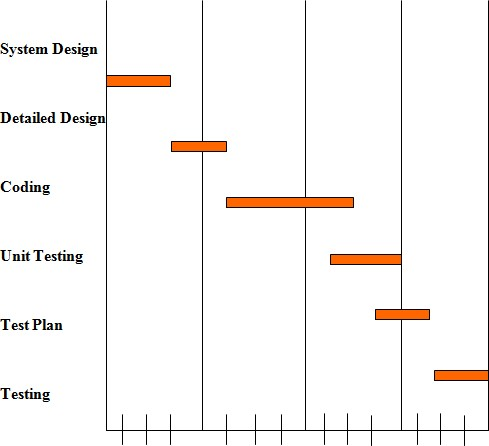 System Design
Detailed Design
Coding
Unit Testing
Test Plan
Testing